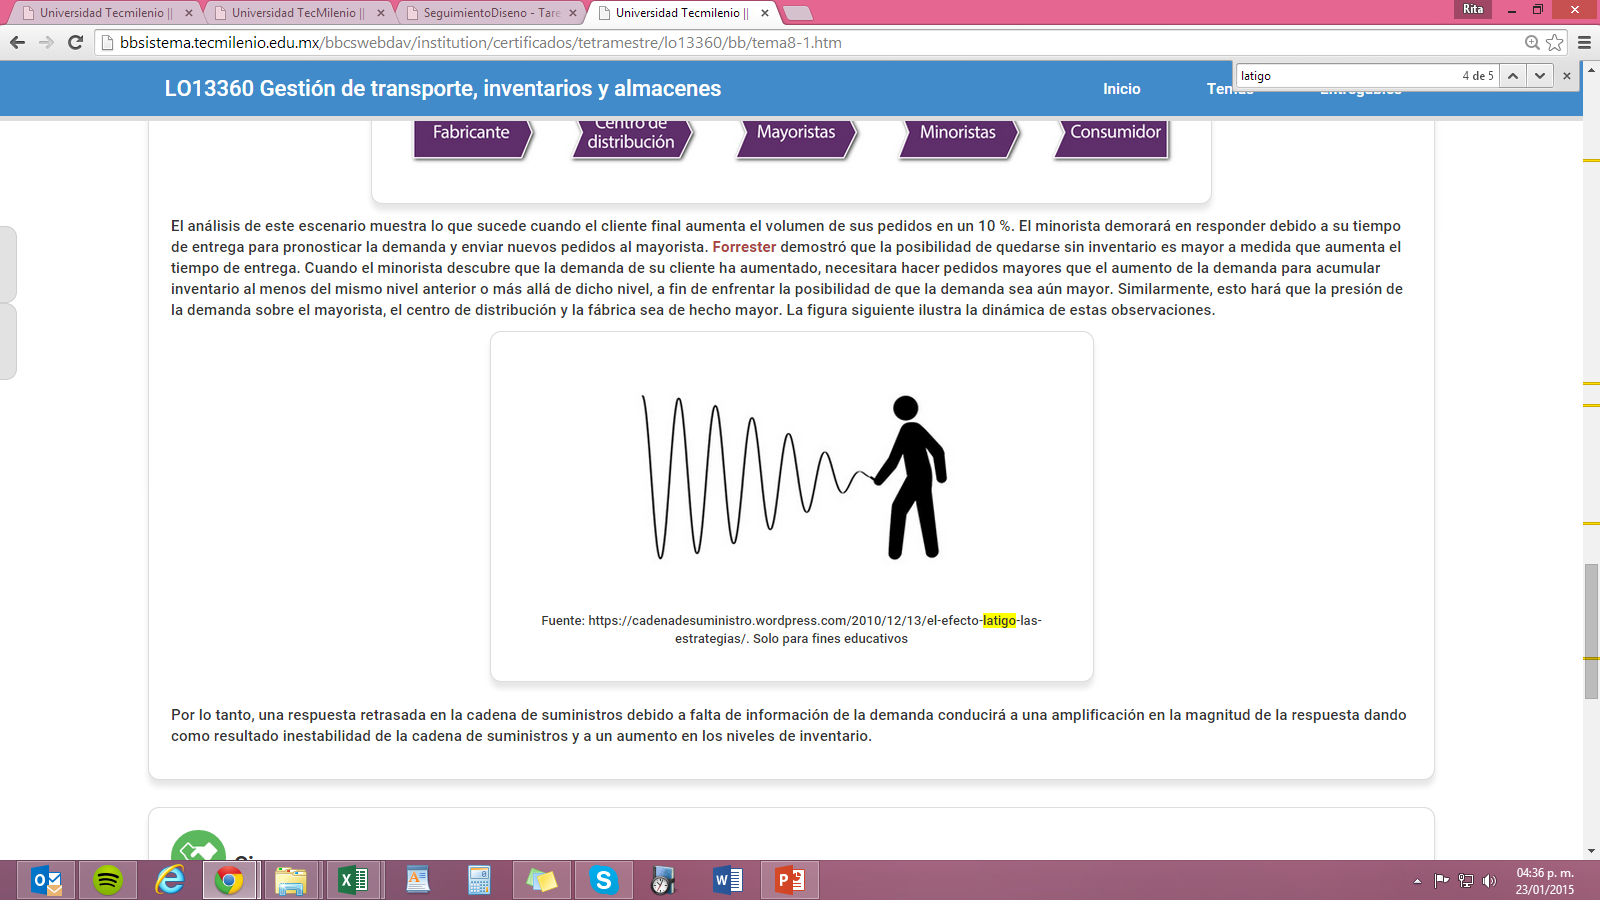 Universidad Tecmilenio ||
Universidad TecMilenio ||
SeguimientoDiseno - Tare
Universidad Tecmilenio ||
Rita
bbsistema.tecmilenio.edu.mx/bbcswebdav/institution/certificados/tetramestre/lo13360/bb/tema8-1.htm
latigo
4 de 5
LO13360 Gestión de transporte, inventarios y almacenes
Inicio
Temas
Entregables
Fabricante
Centro de
distribución
Mayoristas
Minoristas
Consumidor
El análisis de este escenario muestra lo que sucede cuando el cliente final aumenta el volumen de sus pedidos en un 10 %. El minorista demorará en responder debido a su tiempo
de entrega para pronosticar la demanda y enviar nuevos pedidos al mayorista. Forrester demostró que la posibilidad de quedarse sin inventario es mayor a medida que aumenta el
tiempo de entrega. Cuando el minorista descubre que la demanda de su cliente ha aumentado, necesitara hacer pedidos mayores que el aumento de la demanda para acumular
inventario al menos del mismo nivel anterior o más allá de dicho nivel, a fin de enfrentar la posibilidad de que la demanda sea aún mayor. Similarmente, esto hará que la presión de
la demanda sobre el mayorista, el centro de distribución y la fábrica sea de hecho mayor. La figura siguiente ilustra la dinámica de estas observaciones.
Fuente: https://cadenadesuministro.wordpress.com/2010/12/13/el-efecto-latigo-las-
estrategias/. Solo para fines educativos
Por lo tanto, una respuesta retrasada en la cadena de suministros debido a falta de información de la demanda conducirá a una amplificación en la magnitud de la respuesta dando
como resultado inestabilidad de la cadena de suministros y a un aumento en los niveles de inventario.
04:36 p. m.
23/01/2015